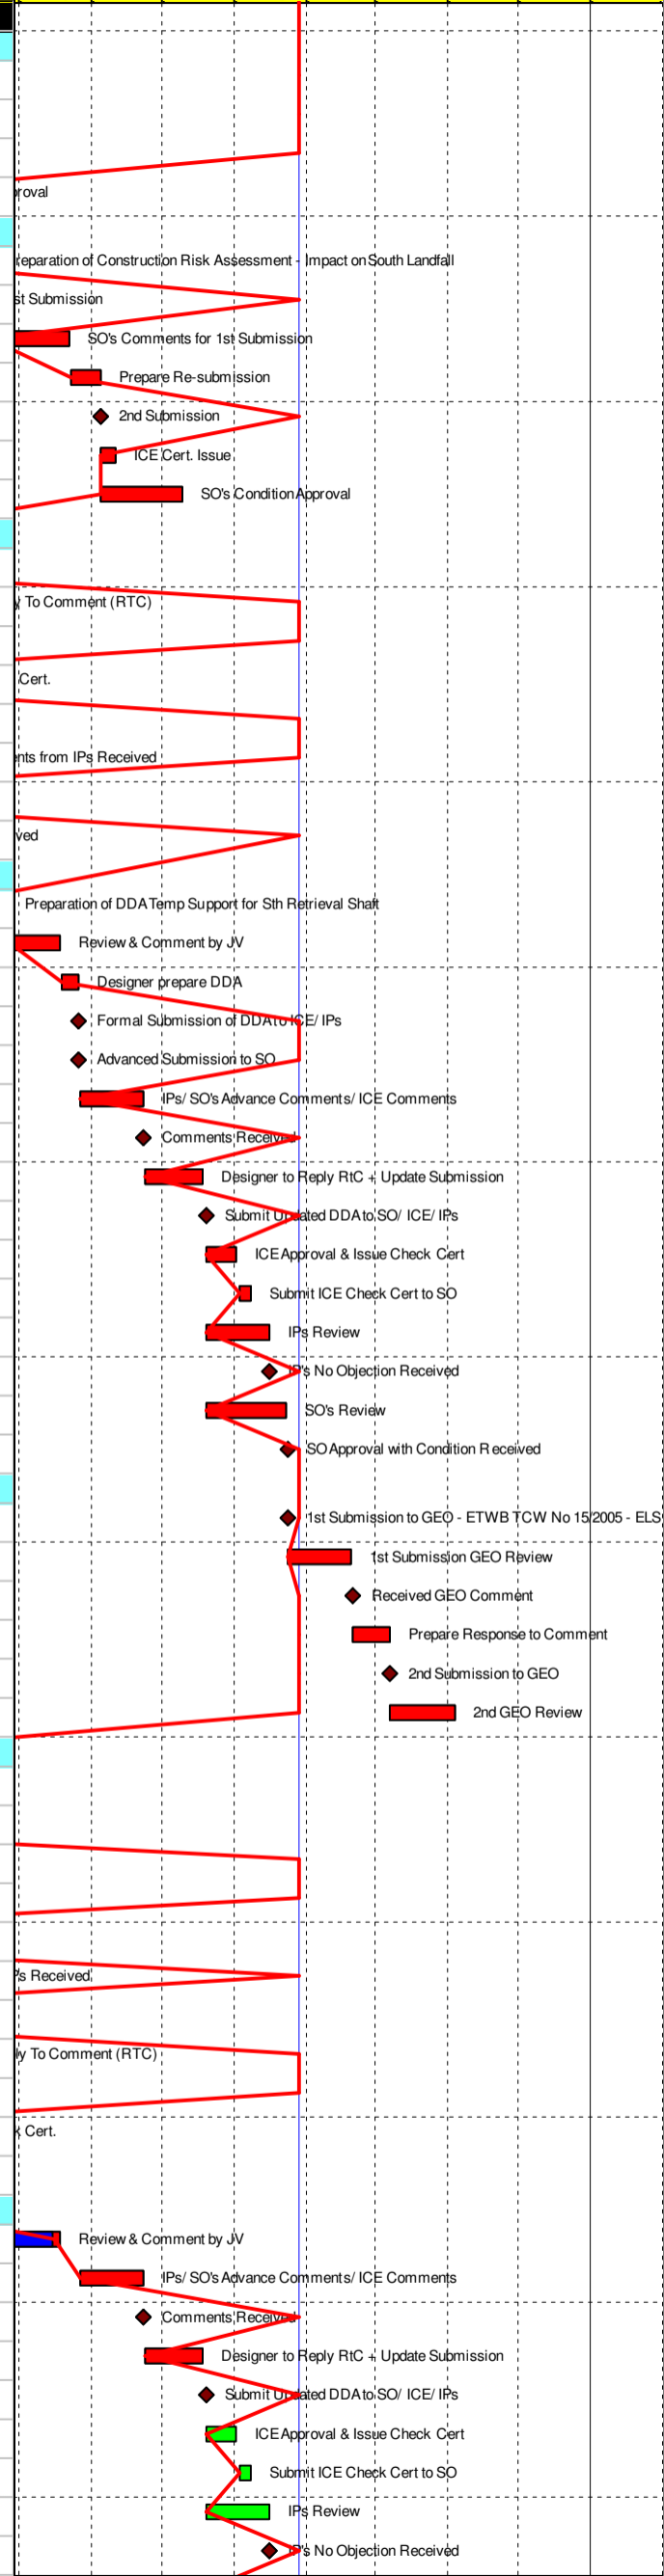 roval
reparation of Construction Risk Assessment - Impact on South Landfall
st Submission
SO's Comments for 1st Submission
Prepare Re-submission
2nd Submission
ICE Cert. Issue
SO's Condition Approval
y To Comment (RTC)
Cert.
ents from IPs Received
ved
Preparation of DDA Temp Support for Sth Retrieval Shaft
Review & Comment by JV
Designer prepare DDA
Formal Submission of DDA to ICE/ IPs
Advanced Submission to SO
IPs/ SO's Advance Comments/ ICE Comments
Comments Received
Designer to Reply RtC + Update Submission
Submit Updated DDA to SO/ ICE/ IPs
ICE Approval & Issue Check Cert
Submit ICE Check Cert to SO
IPs Review
IP's No Objection Received
SO's Review
SO Approval with Condition Received
1st Submission to GEO - ETWB TCW No 15/2005 - ELS
1st Submission GEO Review
Received GEO Comment
Prepare Response to Comment
2nd Submission to GEO
2nd GEO Review
's Received
ly To Comment (RTC)
k Cert.
Review & Comment by JV
IPs/ SO's Advance Comments/ ICE Comments
Comments Received
Designer to Reply RtC + Update Submission
Submit Updated DDA to SO/ ICE/ IPs
ICE Approval & Issue Check Cert
Submit ICE Check Cert to SO
IPs Review
IP's No Objection Received